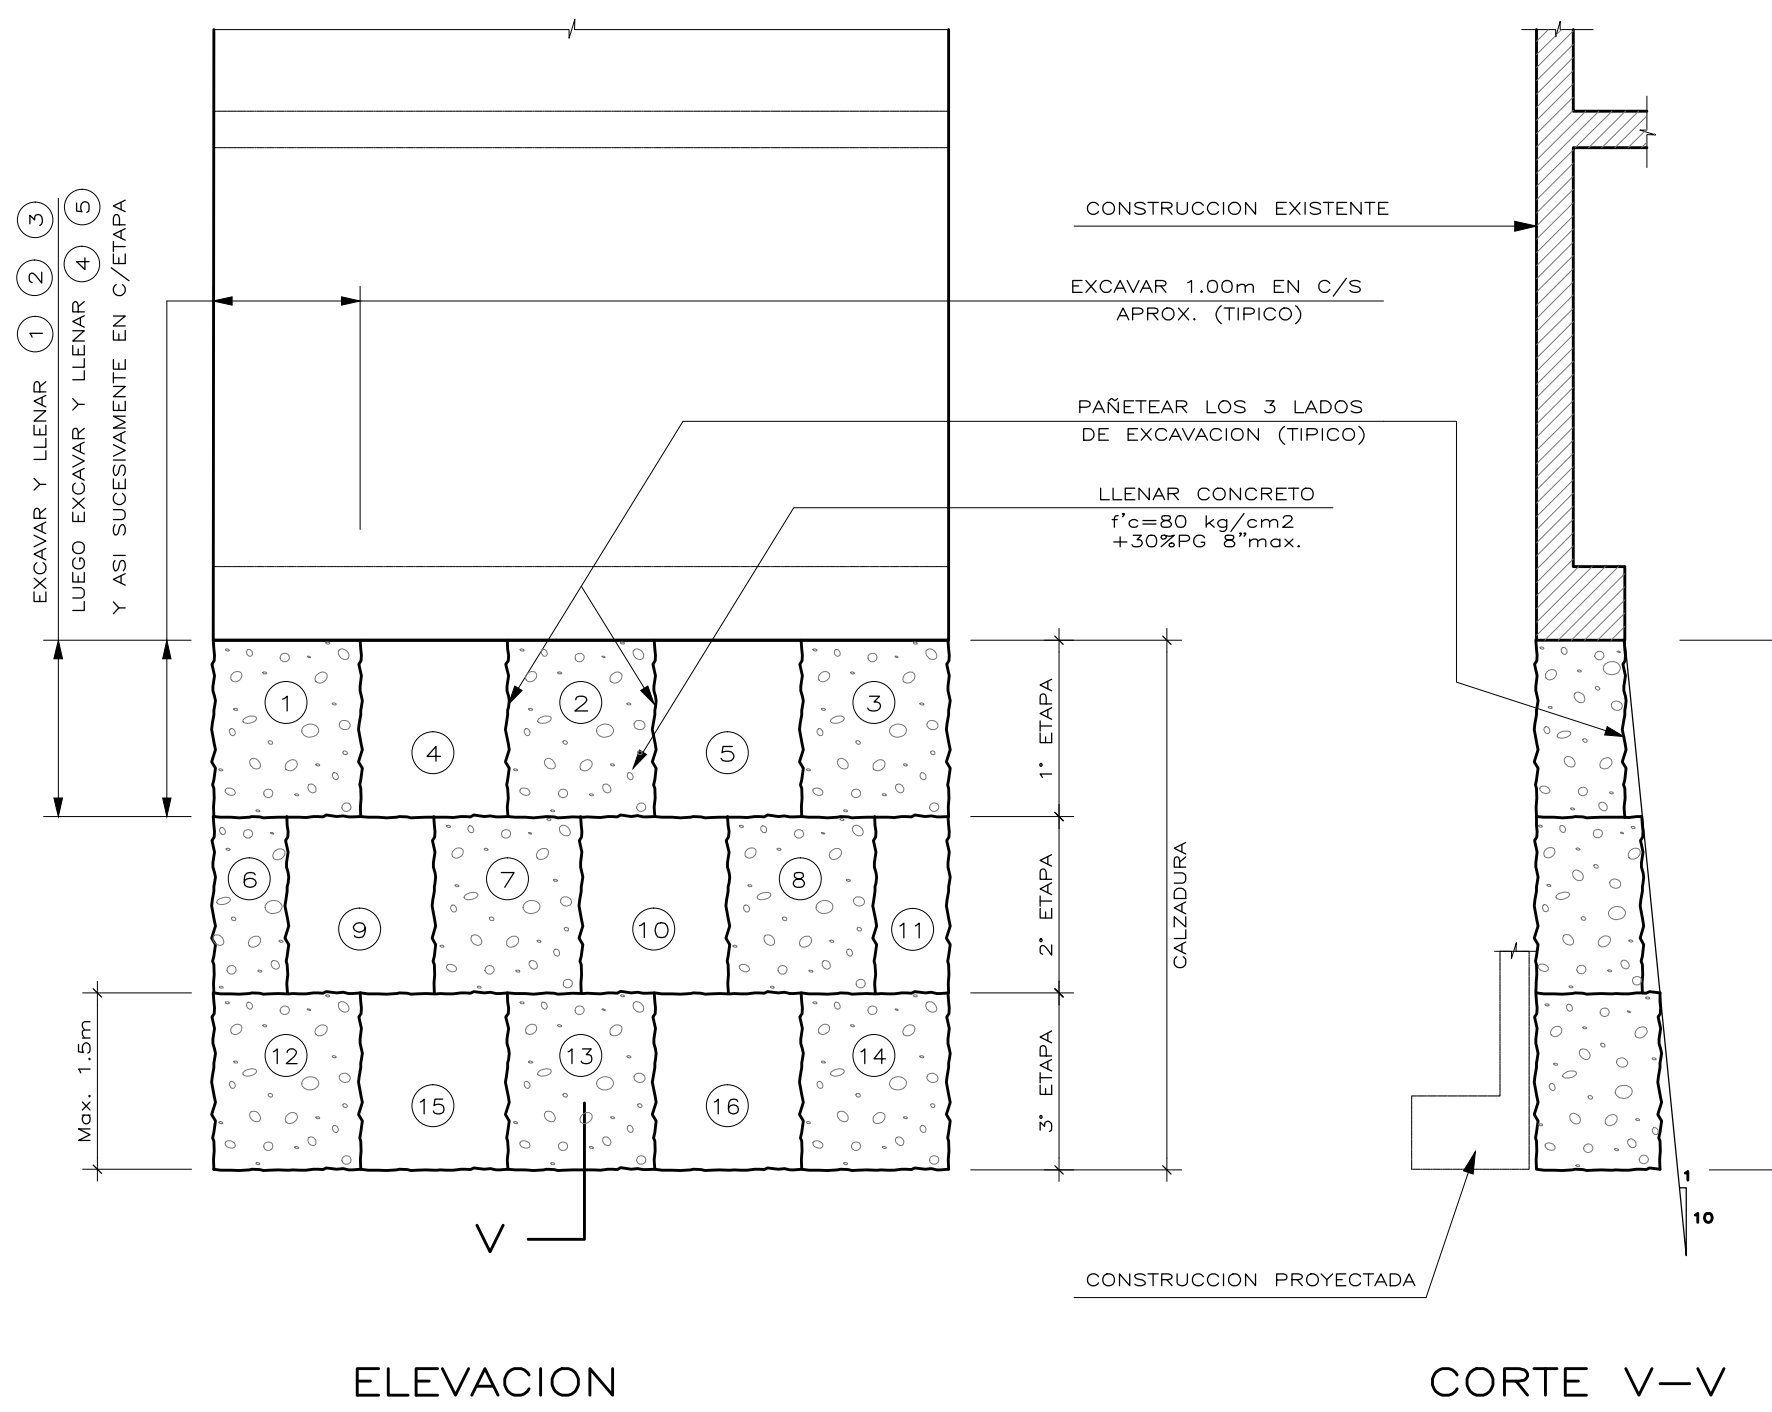 EXCAVAR Y LLENAR 1 2 3
LUEGO EXCAVAR Y LLENAR 4 5
Y ASI SUCESIVAMENTE EN C/ETAPA
CONSTRUCCION EXISTENTE
EXCAVAR 1.00m EN C/S
APROX. (TIPICO)
PAÑETEAR LOS 3 LADOS
DE EXCAVACION (TIPICO)
LLENAR CONCRETO
f'c=80 kg/cm2
+30%PG 8"max.
1
2
3
4
5
1° ETAPA
6
7
8
9
10
11
2° ETAPA
CALZADURA
12
13
14
15
16
3° ETAPA
Max. 1.5m
1
10
V
CONSTRUCCION PROYECTADA
ELEVACION
CORTE V-V